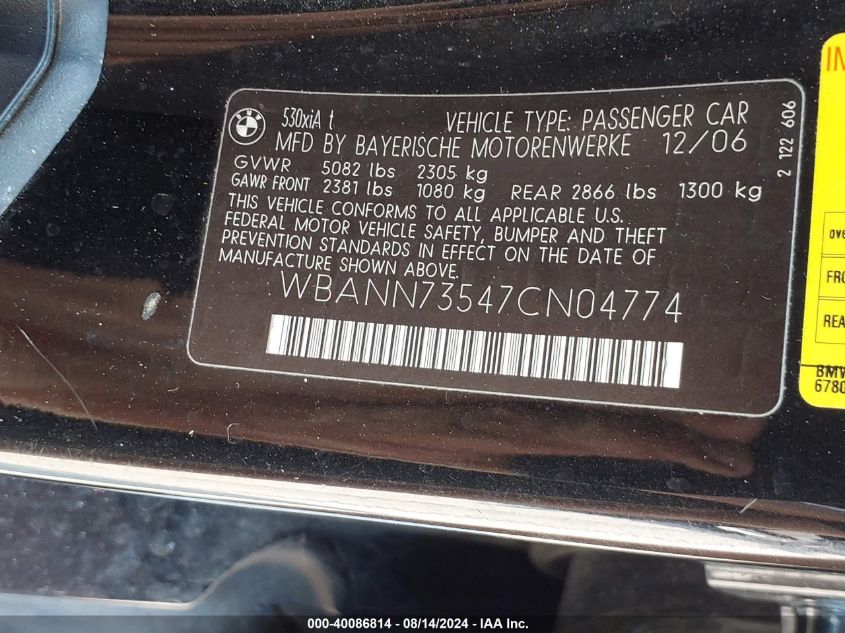 530xiA t VEHICLE TYPE: PASSENGER CAR
MFD BY BAYERISCHE MOTORENWERKE 12/06
GVWR 5082 lbs 2305 kg
GAWR FRONT 2381 lbs 1080 kg REAR 2866 lbs 1300 kg
THIS VEHICLE CONFORMS TO ALL APPLICABLE U.S.
FEDERAL MOTOR VEHICLE SAFETY, BUMPER AND THEFT
PREVENTION STANDARDS IN EFFECT ON THE DATE OF
MANUFACTURE SHOWN ABOVE.
WBANN73547CN04774
2 122 606
REA
BMW
6780
000-40086814 - 08/14/2024 - IAA Inc.